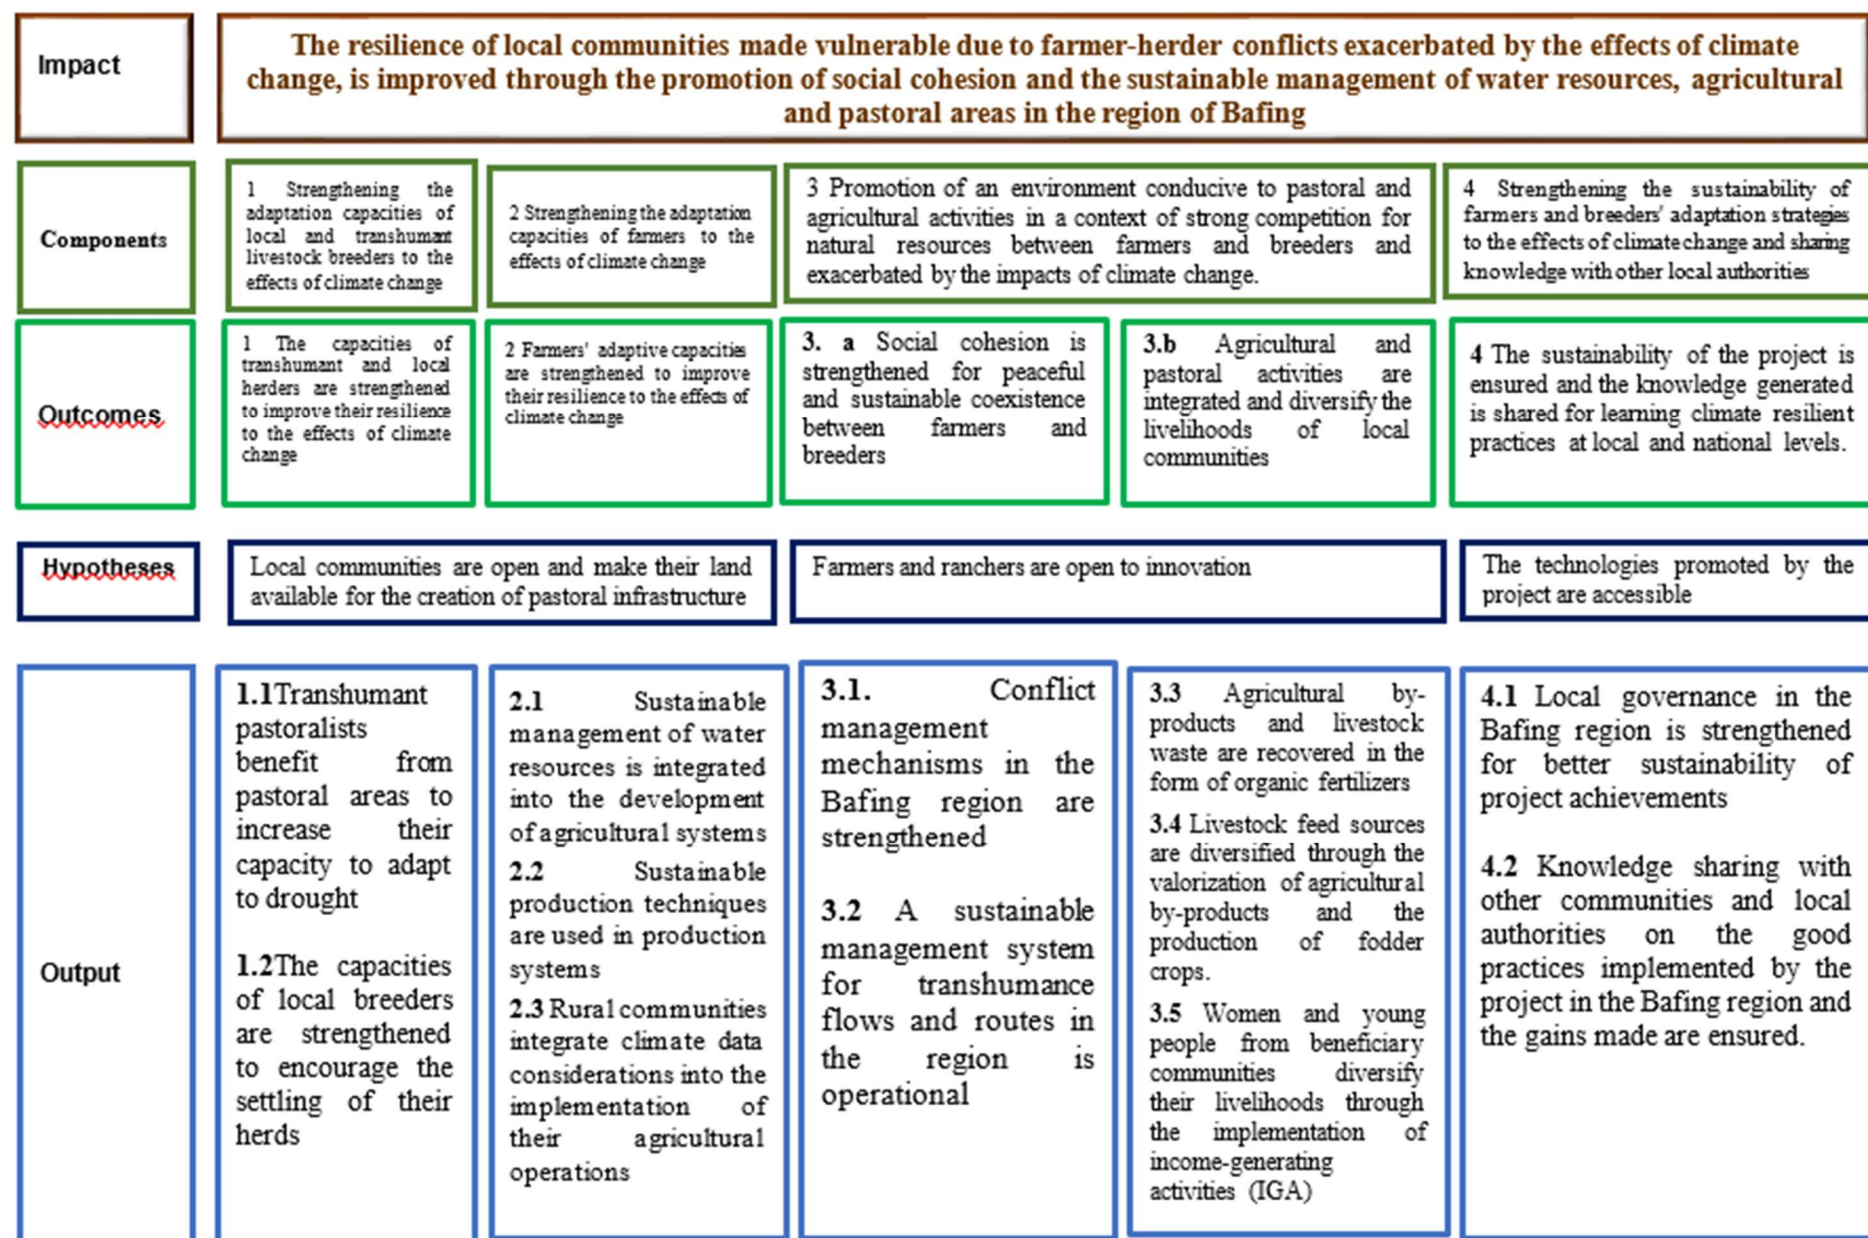 Impact
The resilience of local communities made vulnerable due to farmer-herder conflicts exacerbated by the effects of climate
change, is improved through the promotion of social cohesion and the sustainable management of water resources, agricultural
and pastoral areas in the region of Bafing
Components
1 Strengthening the
adaptation capacities of
local and transhumant
livestock breeders to the
effects of climate change
2 Strengthening the adaptation
capacities of farmers to the
effects of climate change
3 Promotion of an environment conducive to pastoral and
agricultural activities in a context of strong competition for
natural resources between farmers and breeders and
exacerbated by the impacts of climate change.
4 Strengthening the sustainability of
farmers and breeders' adaptation strategies
to the effects of climate change and sharing
knowledge with other local authorities
Outcomes
1 The capacities of
transhumant and local
herders are strengthened
to improve their resilience
to the effects of climate
change
2 Farmers' adaptive capacities
are strengthened to improve
their resilience to the effects of
climate change
3. a Social cohesion is
strengthened for peaceful
and sustainable coexistence
between farmers and
breeders
3.b Agricultural and
pastoral activities are
integrated and diversify the
livelihoods of local
communities
4 The sustainability of the project is
ensured and the knowledge generated
is shared for learning climate resilient
practices at local and national levels.
Hypotheses
Local communities are open and make their land
available for the creation of pastoral infrastructure
Farmers and ranchers are open to innovation
The technologies promoted by the
project are accessible
Output
1.1Transhumant
pastoralists
benefit from
pastoral areas to
increase their
capacity to adapt
to drought
1.2The capacities
of local breeders
are strengthened
to encourage the
settling of their
herds
2.1 Sustainable
management of water
resources is integrated
into the development
of agricultural systems
2.2 Sustainable
production techniques
are used in production
systems
2.3 Rural communities
integrate climate data
considerations into the
implementation of
their agricultural
operations
3.1. Conflict
management
mechanisms in the
Bafing region are
strengthened
3.2 A sustainable
management system
for transhumance
flows and routes in
the region is
operational
3.3 Agricultural by-
products and livestock
waste are recovered in the
form of organic fertilizers
3.4 Livestock feed sources
are diversified through the
valorization of agricultural
by-products and the
production of fodder
crops.
3.5 Women and young
people from beneficiary
communities diversify
their livelihoods through
the implementation of
income-generating
activities (IGA)
4.1 Local governance in the
Bafing region is strengthened
for better sustainability of
project achievements
4.2 Knowledge sharing with
other communities and local
authorities on the good
practices implemented by the
project in the Bafing region and
the gains made are ensured.